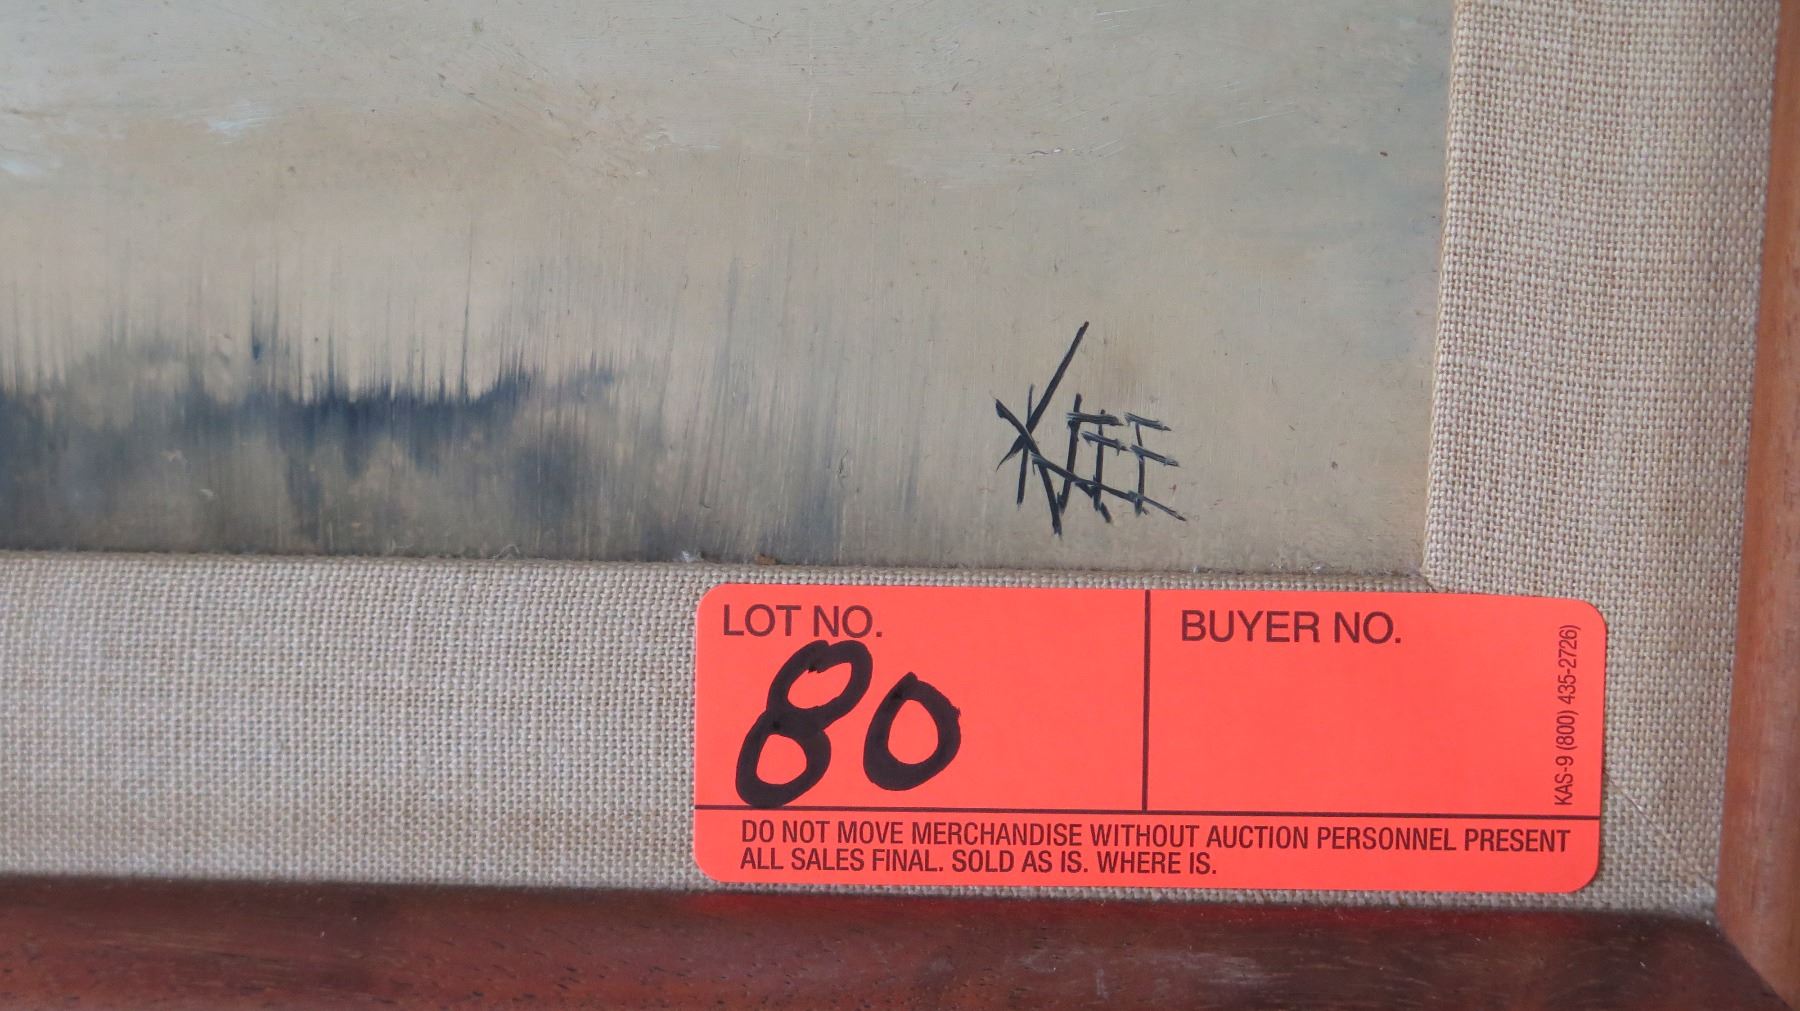 LOT NO.
80
BUYER NO.
KAS-9 (800) 435-2726)
DO NOT MOVE MERCHANDISE WITHOUT AUCTION PERSONNEL PRESENT
ALL SALES FINAL. SOLD AS IS. WHERE IS.